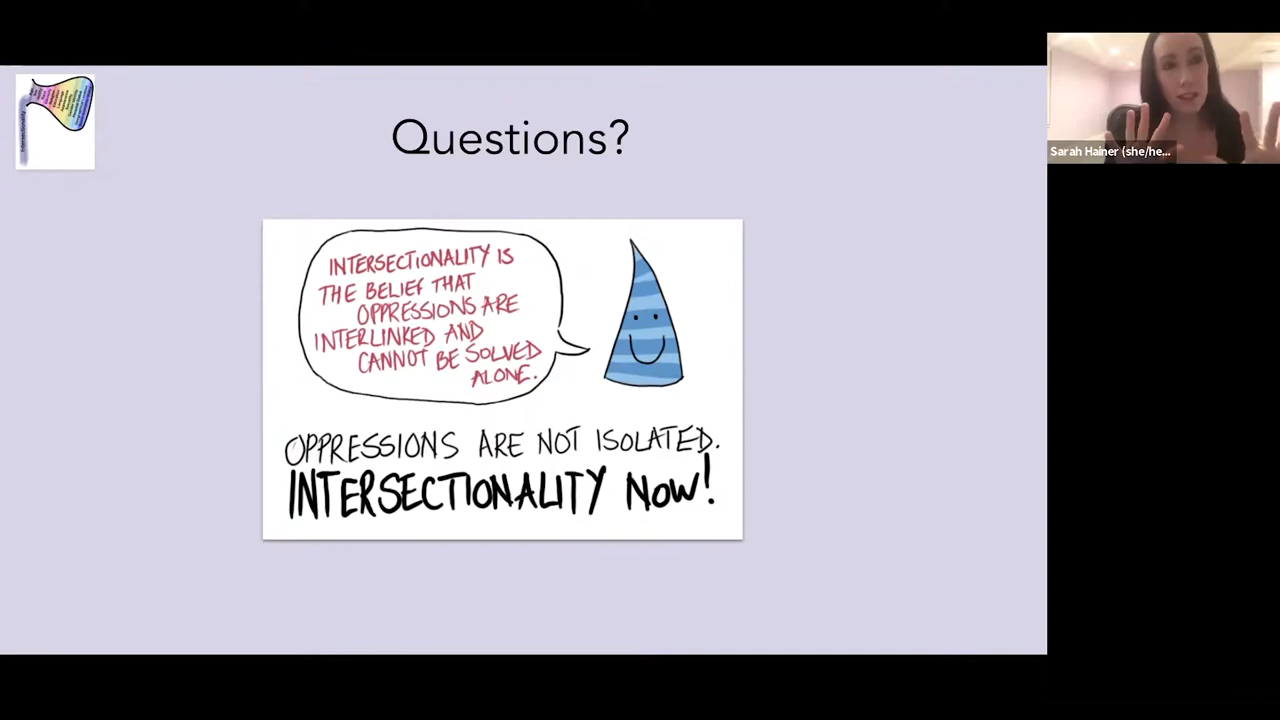 Questions?
INTERSECTIONALITY IS
THE BELIEF THAT
OPPRESSIONS ARE
INTERLINKED AND
CANNOT BE SOLVED
ALONE.
OPPRESSIONS ARE NOT ISOLATED.
INTERSECTIONALITY NOW!
Intersectionality
Sarah Hainer (she/he...